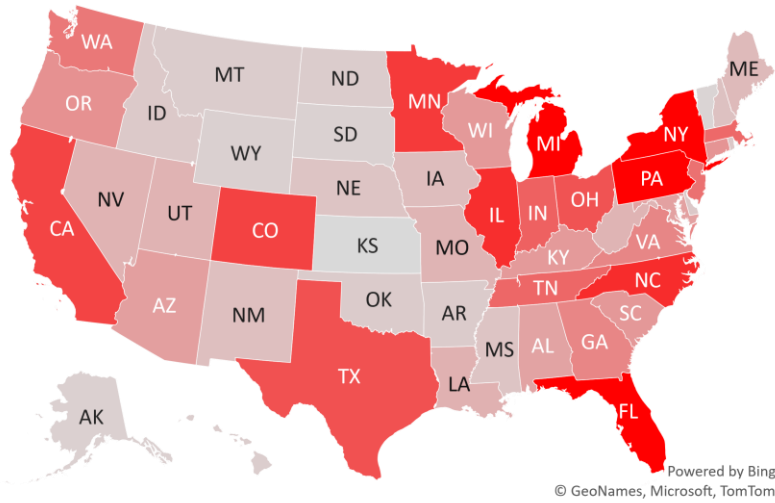 WA
MT
ND
MN
ME
OR
ID
SD
WI
MI
NY
WY
IA
PA
NE
NV
UT
CO
IL
IN
OH
CA
KS
MO
KY
VA
AZ
NM
OK
TN
NC
AR
SC
MS
AL
GA
TX
LA
AK
FL
Powered by Bing
© GeoNames, Microsoft, TomTom